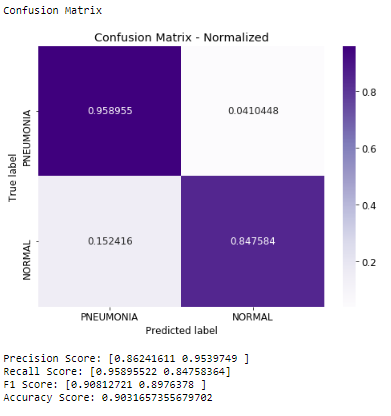 Confusion Matrix
Confusion Matrix - Normalized
PNEUMONIA
NORMAL
True label
0.958955
0.0410448
0.152416
0.847584
0.8
0.6
0.4
0.2
PNEUMONIA
NORMAL
Predicted label
Precision Score: [0.86241611 0.9539749 ]
Recall Score: [0.95895522 0.84758364]
F1 Score: [0.90812721 0.8976378 ]
Accuracy Score: 0.9031657355679702